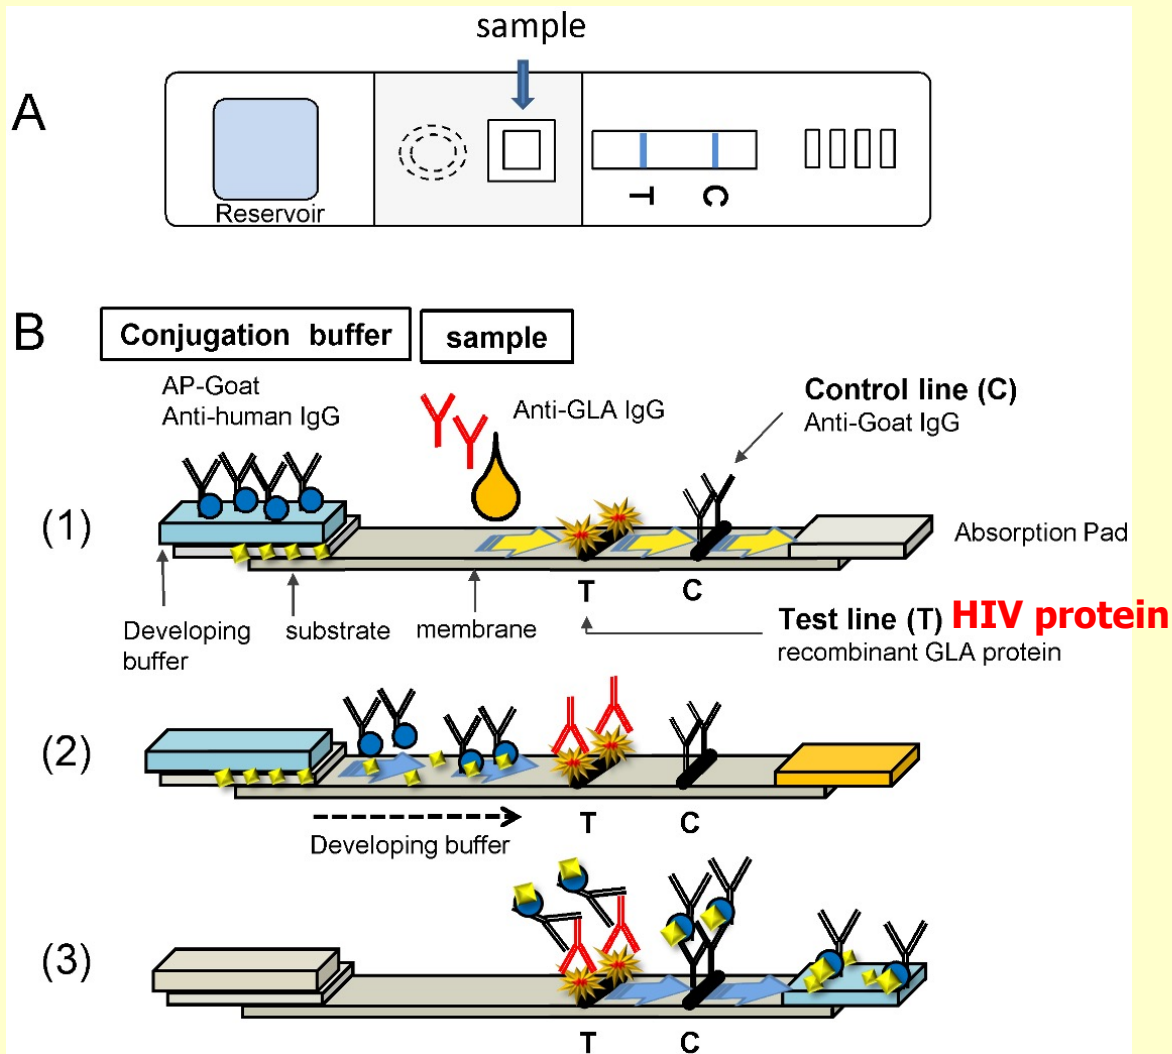 sample
A
Reservoir
T C
B
Conjugation buffer
sample
AP-Goat
Anti-human IgG
Anti-GLA IgG
Control line (C)
Anti-Goat IgG
(1)
Absorption Pad
T C
Developing
buffer
substrate
membrane
Test line (T) HIV protein
recombinant GLA protein
(2)
T C
Developing buffer
(3)
T C